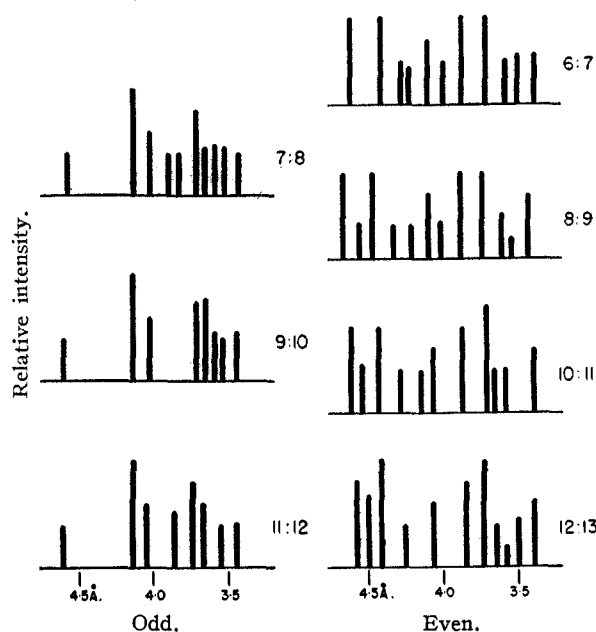 Relative intensity.
7:8
9:10
11:12
4·5Å. 4·0 3·5
Odd.
6:7
8:9
10:11
12:13
4·5Å. 4·0 3·5
Even.